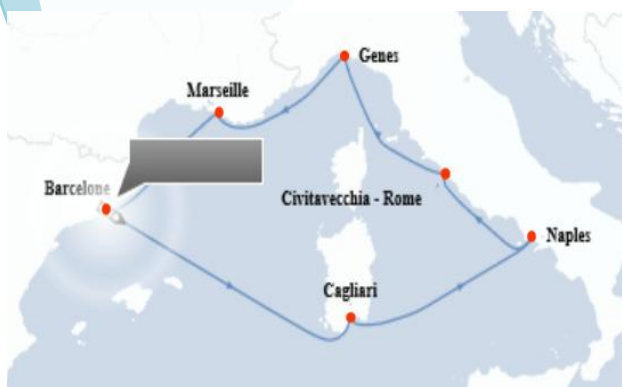 Genes
Marseille
Barcelone
Civitavecchia - Rome
Naples
Cagliari